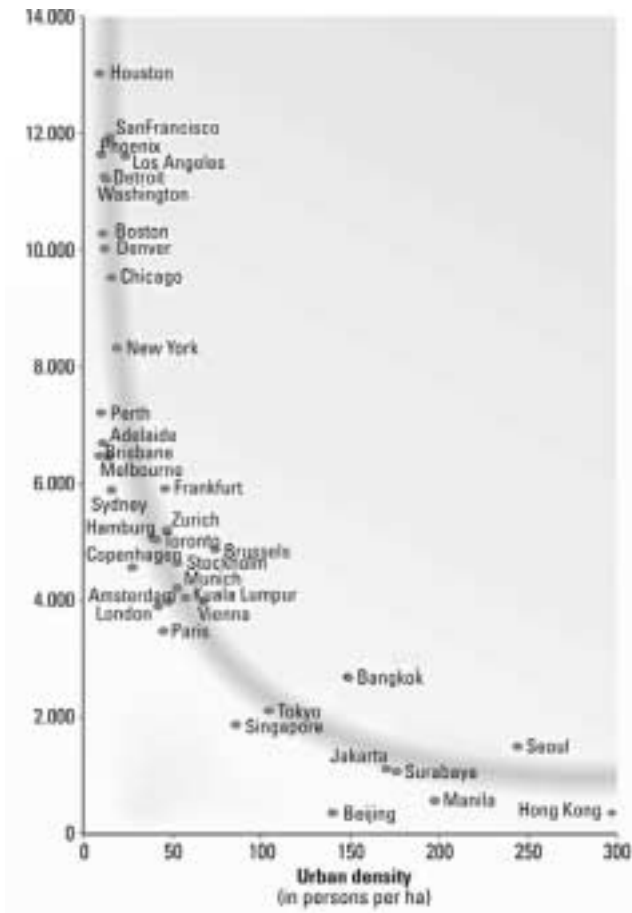 14.000
Houston
SanFrancisco
12.000
Phoenix
Los Angeles
Detroit
Washington
Boston
10.000
Denver
Chicago
New York
8.000
Perth
Adelaide
Brisbane
Melbourne
6.000
Frankfurt
Sydney
Zurich
Hamburg
Toronto
Brussels
Copenhagen
Stockholm
Munich
Amsterdam
Kuala Lumpur
4.000
London
Vienna
Paris
Bangkok
2.000
Tokyo
Singapore
Seoul
Jakarta
Surabaya
Manila
Hong Kong
Beijing
0
0 50 100 150 200 250 300
Urban density
(in persons per ha)